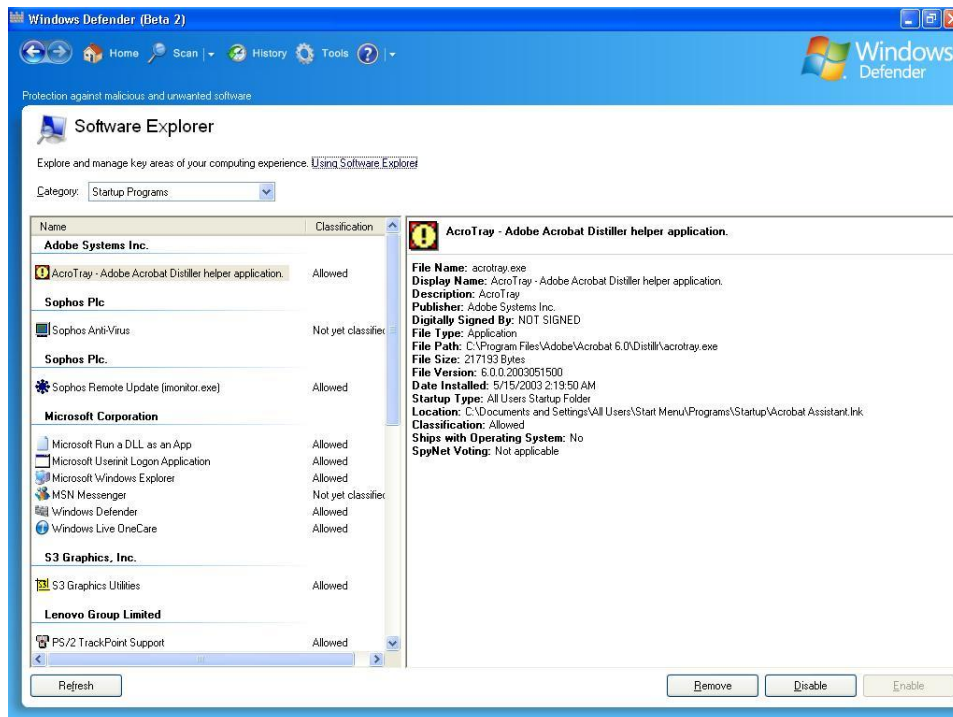 Windows Defender (Beta 2)
Home Scan History Tools
Windows Defender
Protection against malicious and unwanted software
Software Explorer
Explore and manage key areas of your computing experience. Using Software Explorer
Category: Startup Programs
Name Classification
Adobe Systems Inc.
AcroTray - Adobe Acrobat Distiller helper application. Allowed
Sophos Plc
Sophos Anti-Virus Not yet classified
Sophos Plc.
Sophos Remote Update (imonitor.exe) Allowed
Microsoft Corporation
Microsoft Run a DLL as an App Allowed
Microsoft Userinit Logon Application Allowed
Microsoft Windows Explorer Allowed
MSN Messenger Not yet classified
Windows Defender Allowed
Windows Live OneCare Allowed
S3 Graphics, Inc.
S3 Graphics Utilities Allowed
Lenovo Group Limited
PS/2 TrackPoint Support Allowed
AcroTray - Adobe Acrobat Distiller helper application.
File Name: acrotray.exe
Display Name: AcroTray - Adobe Acrobat Distiller helper application.
Description: AcroTray
Publisher: Adobe Systems Inc.
Digitally Signed By: NOT SIGNED
File Type: Application
File Path: C:\Program Files\Adobe\Acrobat 6.0\Distillr\acrotray.exe
File Size: 217193 Bytes
File Version: 6.0.0.2003051500
Date Installed: 5/15/2003 2:19:50 AM
Startup Type: All Users Startup Folder
Location: C:\Documents and Settings\All Users\Start Menu\Programs\Startup\Acrobat Assistant.lnk
Classification: Allowed
Ships with Operating System: No
SpyNet Voting: Not applicable
Refresh Remove Disable Enable